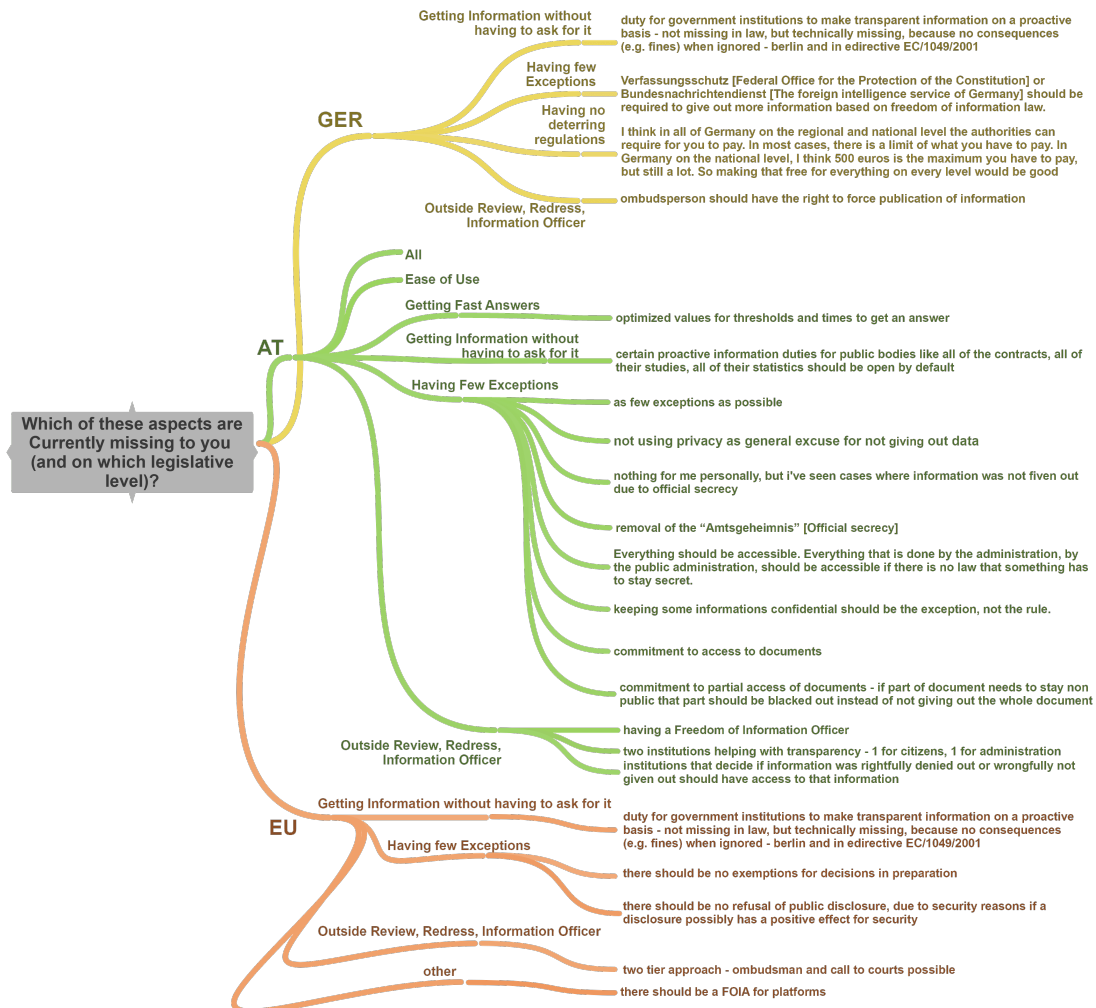 Which of these aspects are
Currently missing to you
(and on which legislative
level)?
GER
Getting Information without
having to ask for it
duty for government institutions to make transparent information on a proactive
basis - not missing in law, but technically missing, because no consequences
(e.g. fines) when ignored - berlin and in edirective EC/1049/2001
Having few
Exceptions
Verfassungsschutz [Federal Office for the Protection of the Constitution] or
Bundesnachrichtendienst [The foreign intelligence service of Germany] should be
required to give out more information based on freedom of information law.
Having no
deterring
regulations
I think in all of Germany on the regional and national level the authorities can
require for you to pay. In most cases, there is a limit of what you have to pay. In
Germany on the national level, I think 500 euros is the maximum you have to pay,
but still a lot. So making that free for everything on every level would be good
Outside Review, Redress,
Information Officer
ombudsperson should have the right to force publication of information
AT
All
Ease of Use
Getting Fast Answers
optimized values for thresholds and times to get an answer
Getting Information without
having to ask for it
certain proactive information duties for public bodies like all of the contracts, all of
their studies, all of their statistics should be open by default
Having Few Exceptions
as few exceptions as possible
not using privacy as general excuse for not giving out data
nothing for me personally, but i've seen cases where information was not fiven out
due to official secrecy
removal of the “Amtsgeheimnis” [Official secrecy]
Everything should be accessible. Everything that is done by the administration, by
the public administration, should be accessible if there is no law that something has
to stay secret.
keeping some informations confidential should be the exception, not the rule.
commitment to access to documents
commitment to partial access of documents - if part of document needs to stay non
public that part should be blacked out instead of not giving out the whole document
Outside Review, Redress,
Information Officer
having a Freedom of Information Officer
two institutions helping with transparency - 1 for citizens, 1 for administration
institutions that decide if information was rightfully denied out or wrongfully not
given out should have access to that information
EU
Getting Information without having to ask for it
duty for government institutions to make transparent information on a proactive
basis - not missing in law, but technically missing, because no consequences
(e.g. fines) when ignored - berlin and in edirective EC/1049/2001
Having few Exceptions
there should be no exemptions for decisions in preparation
there should be no refusal of public disclosure, due to security reasons if a
disclosure possibly has a positive effect for security
Outside Review, Redress, Information Officer
two tier approach - ombudsman and call to courts possible
other
there should be a FOIA for platforms